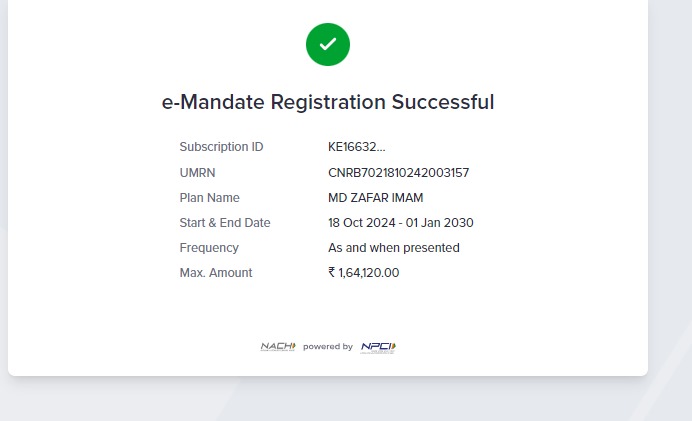 e-Mandate Registration Successful
Subscription ID KE16632...
UMRN CNRB7021810242003157
Plan Name MD ZAFAR IMAM
Start & End Date 18 Oct 2024 - 01 Jan 2030
Frequency As and when presented
Max. Amount ₹ 1,64,120.00
NACH powered by NPCI